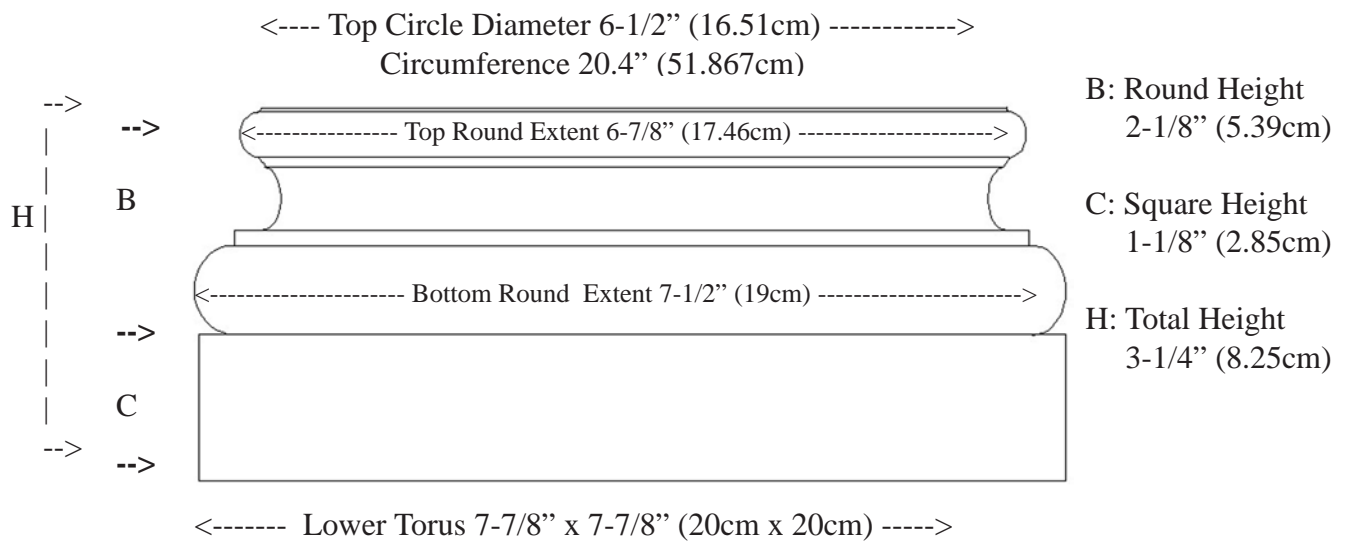 <---- Top Circle Diameter 6-1/2” (16.51cm) ------------>
Circumference 20.4” (51.867cm)
B: Round Height
2-1/8” (5.39cm)
<---------------- Top Round Extent 6-7/8” (17.46cm) ------------------------>
B
H
C: Square Height
1-1/8” (2.85cm)
<---------------------- Bottom Round  Extent 7-1/2” (19cm) ----------------------->
H: Total Height
3-1/4” (8.25cm)
C
<-------  Lower Torus 7-7/8” x 7-7/8” (20cm x 20cm) ----->